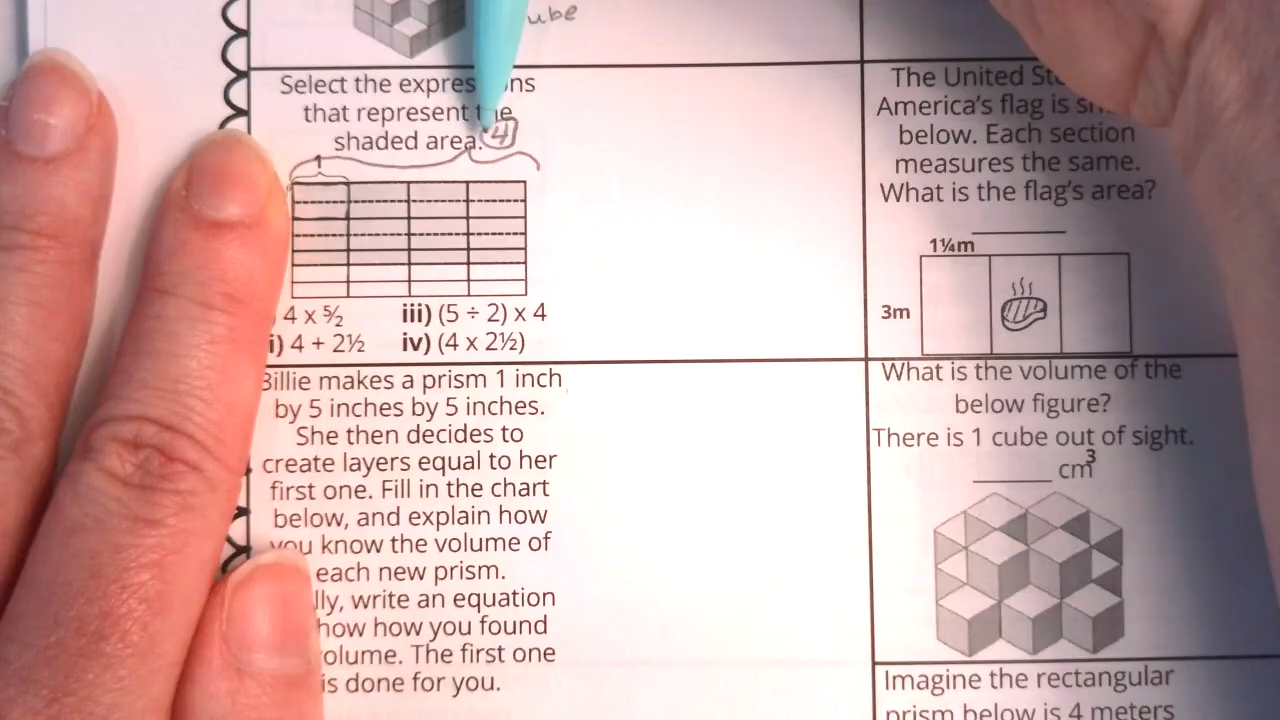 ube
Select the expres ns
that represent the
shaded area.
4
1
4 x 5/2
iii) (5 ÷ 2) x 4
i) 4 + 2½
iv) (4 x 2½)
Billie makes a prism 1 inch
by 5 inches by 5 inches.
She then decides to
create layers equal to her
first one. Fill in the chart
below, and explain how
you know the volume of
each new prism.
lly, write an equation
how how you found
olume. The first one
is done for you.
The United St
America's flag is
below. Each section
measures the same.
What is the flag's area?
1¼m
3m
What is the volume of the
below figure?
There is 1 cube out of sight.
cm³
Imagine the rectangular
prism below is 4 meters